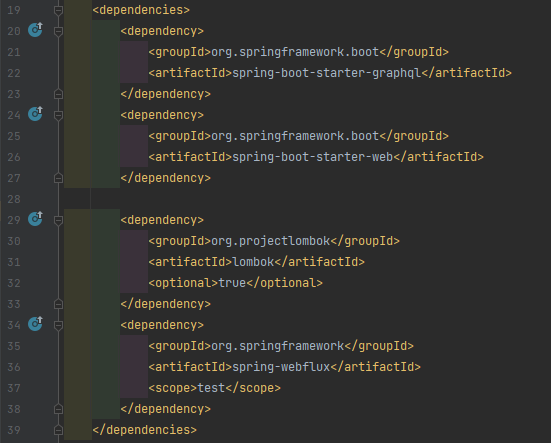 19 <dependencies>
20 <dependency>
21 <groupId>org.springframework.boot</groupId>
22 <artifactId>spring-boot-starter-graphql</artifactId>
23 </dependency>
24 <dependency>
25 <groupId>org.springframework.boot</groupId>
26 <artifactId>spring-boot-starter-web</artifactId>
27 </dependency>
28
29 <dependency>
30 <groupId>org.projectlombok</groupId>
31 <artifactId>lombok</artifactId>
32 <optional>true</optional>
33 </dependency>
34 <dependency>
35 <groupId>org.springframework</groupId>
36 <artifactId>spring-webflux</artifactId>
37 <scope>test</scope>
38 </dependency>
39 </dependencies>